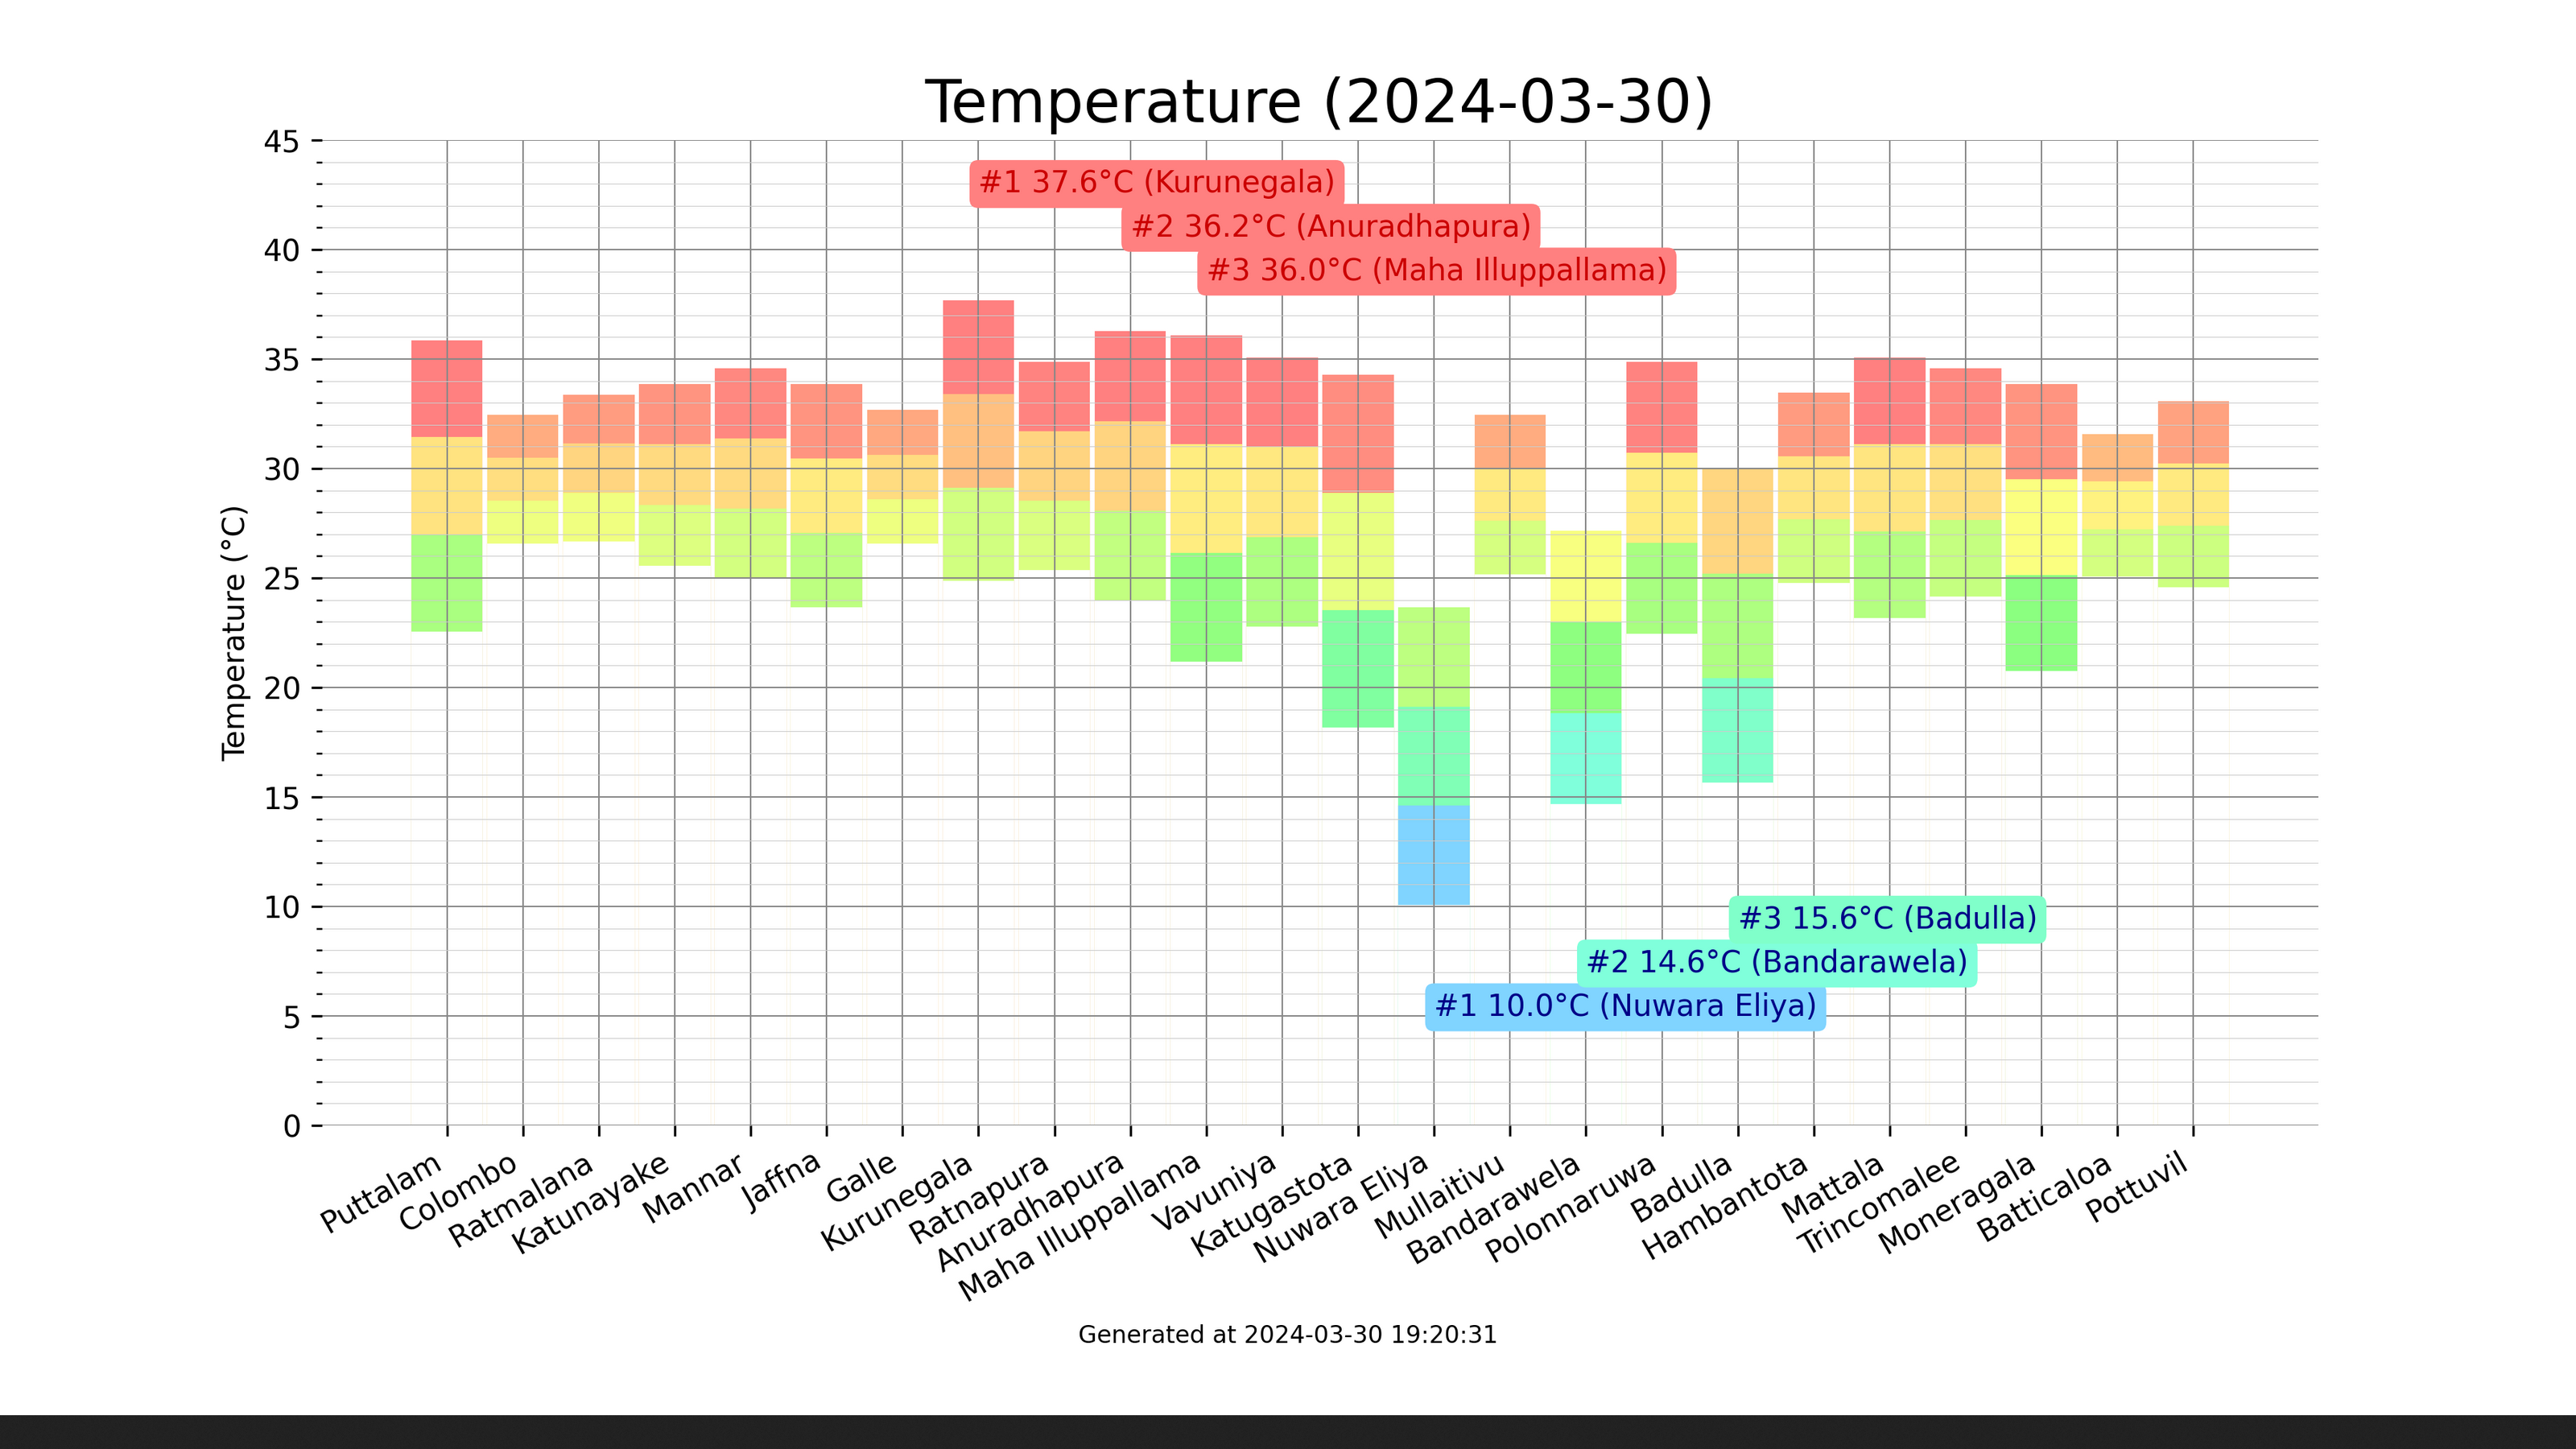 Temperature (2024-03-30)
45
40
35
30
25
20
15
10
5
0
Temperature (°C)
#1 37.6°C (Kurunegala)
#2 36.2°C (Anuradhapura)
#3 36.0°C (Maha Illuppallama)
#3 15.6°C (Badulla)
#2 14.6°C (Bandarawela)
#1 10.0°C (Nuwara Eliya)
Puttalam
Colombo
Ratmalana
Katunayake
Mannar
Jaffna
Galle
Kurunegala
Ratnapura
Anuradhapura
Maha Illuppallama
Vavuniya
Katugastota
Nuwara Eliya
Mullaitivu
Bandarawela
Polonnaruwa
Badulla
Hambantota
Mattala
Trincomalee
Moneragala
Batticaloa
Pottuvil
Generated at 2024-03-30 19:20:31